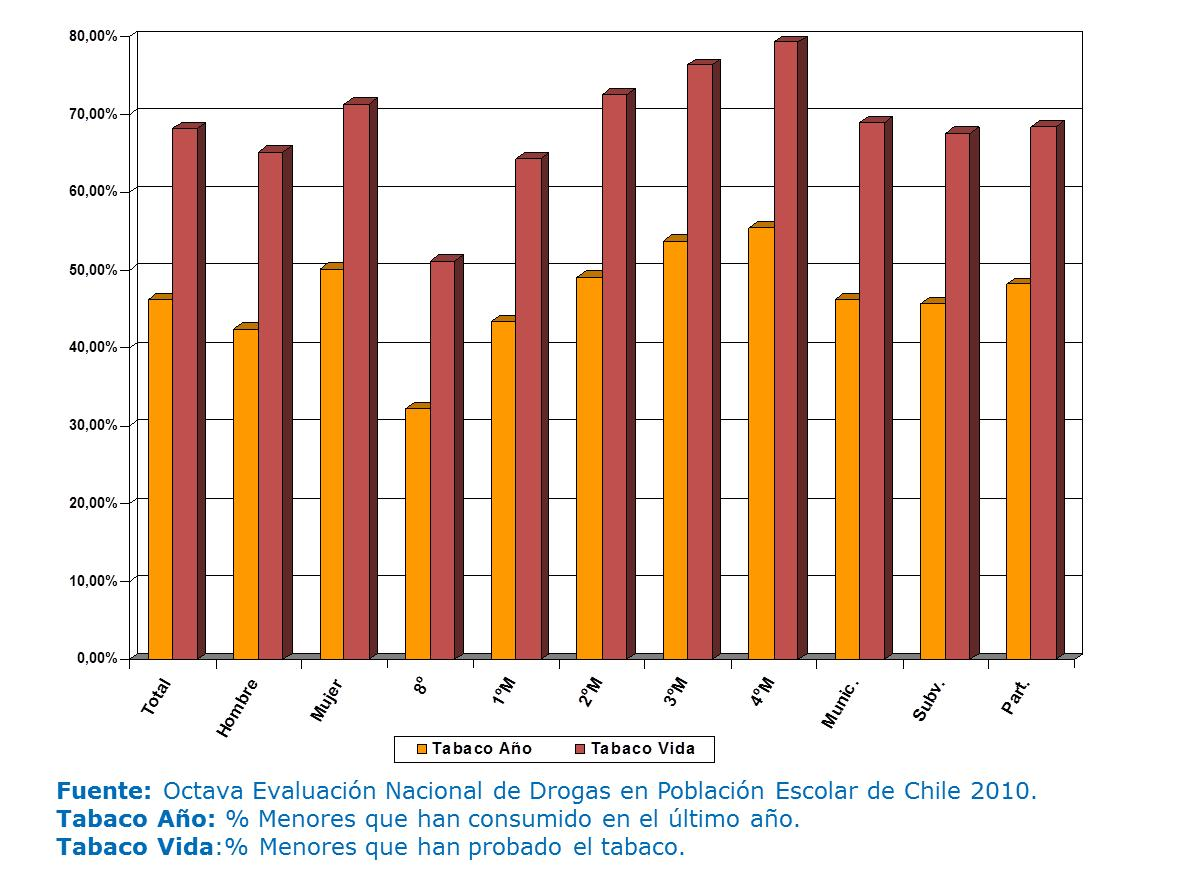 80,00%
70,00%
60,00%
50,00%
40,00%
30,00%
20,00%
10,00%
0,00%
Total
Hombre
Mujer
8º
1ºM
2ºM
3ºM
4ºM
Munic.
Subv.
Part.
Tabaco Año
Tabaco Vida
Fuente: Octava Evaluación Nacional de Drogas en Población Escolar de Chile 2010.
Tabaco Año: % Menores que han consumido en el último año.
Tabaco Vida:% Menores que han probado el tabaco.